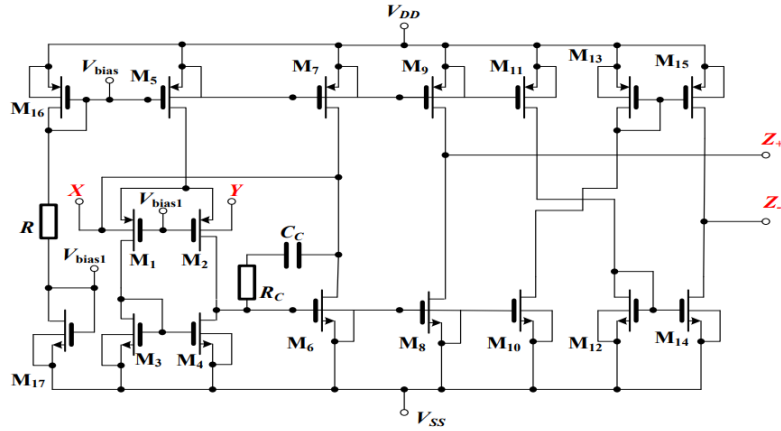 V_DD
V_bias
M_5
M_7
M_9
M_11
M_13
M_15
M_16
Z_+
X
V_bias1
Y
R
C_C
Z_-
V_bias1
M_1
M_2
R_C
M_6
M_8
M_10
M_12
M_14
M_3
M_4
M_17
V_SS